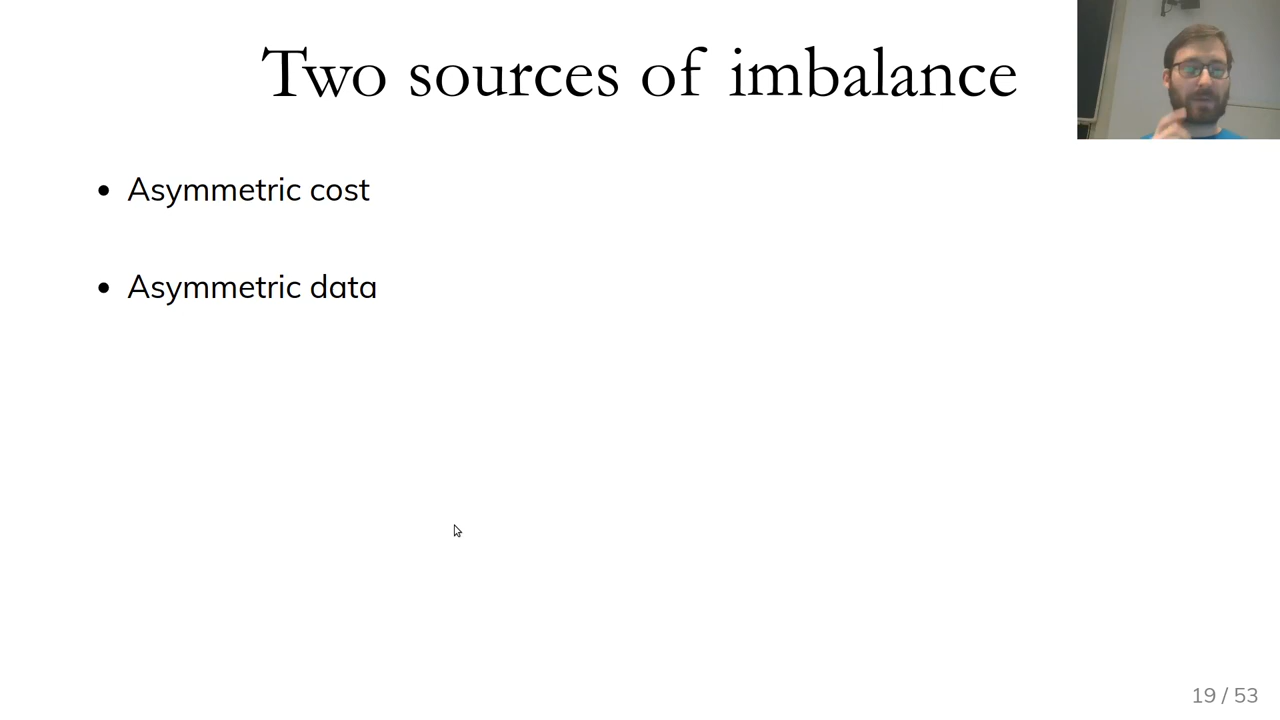 Two sources of imbalance
• Asymmetric cost
• Asymmetric data
19 / 53